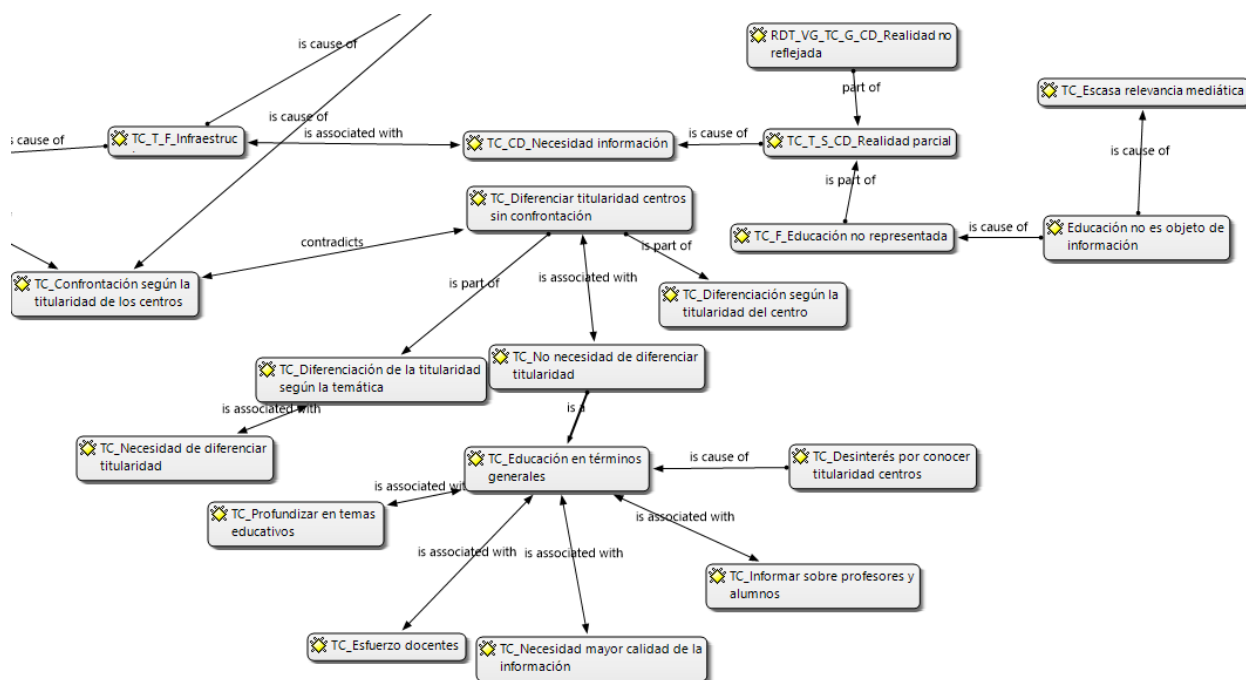 is cause of
RDT_VG_TC_G_CD_Realidad no
reflejada
part of
TC_Escasa relevancia mediática
is cause of
s cause of
TC_T_F_Infraestruc
is associated with
TC_CD_Necesidad información
is cause of
TC_T_S_CD_Realidad parcial
is cause of
is part of
TC_Diferenciar titularidad centros
sin confrontación
TC_F_Educación no representada
is cause of
Educación no es objeto de
información
contradicts
is part of
is associated with
is part of
TC_Confrontación según la
titularidad de los centros
TC_Diferenciación según la
titularidad del centro
TC_Diferenciación de la titularidad
según la temática
TC_No necesidad de diferenciar
titularidad
is associated with
is a
TC_Necesidad de diferenciar
titularidad
TC_Educación en términos
generales
is cause of
TC_Desinterés por conocer
titularidad centros
is associated with
TC_Profundizar en temas
educativos
is associated with
is associated with
is associated with
TC_Informar sobre profesores y
alumnos
TC_Esfuerzo docentes
TC_Necesidad mayor calidad de la
información